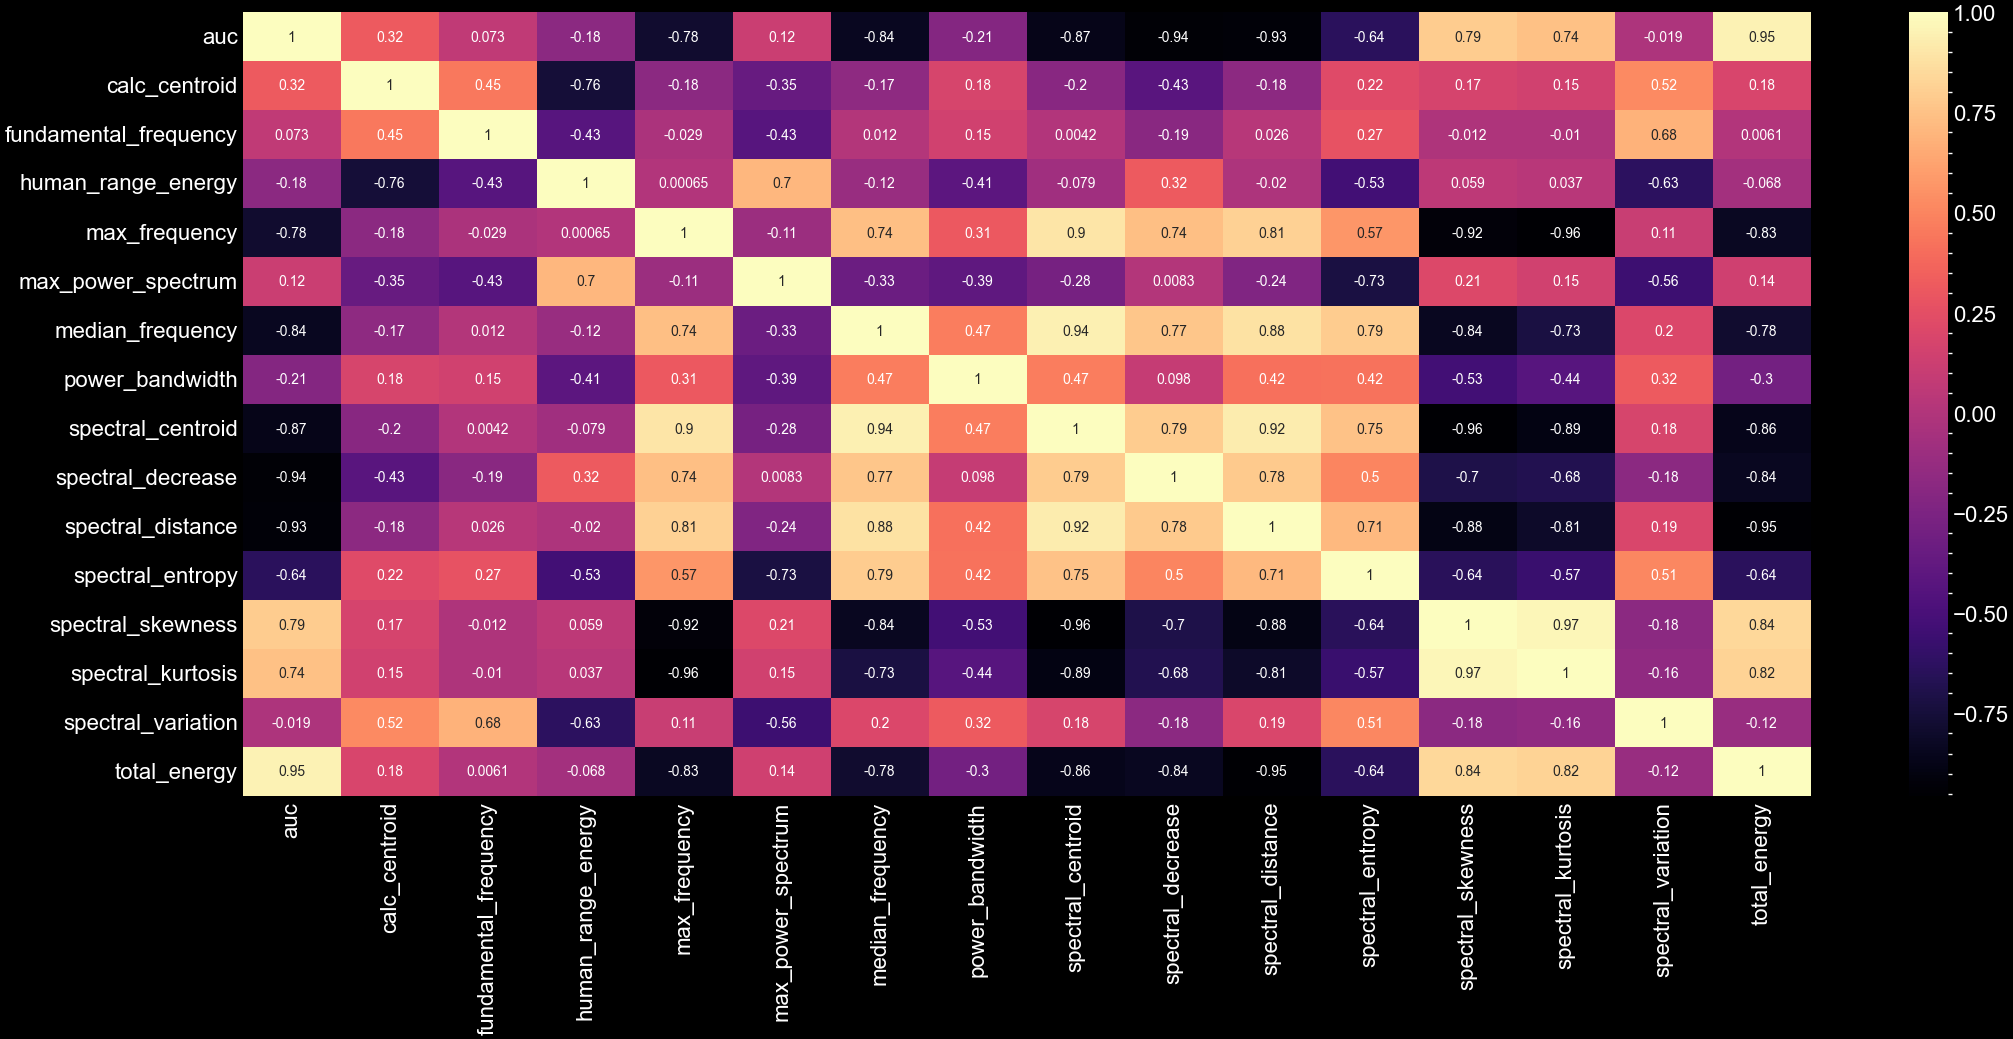 auc 1 0.32 0.073 -0.18 -0.78 0.12 -0.84 -0.21 -0.87 -0.94 -0.93 -0.64 0.79 0.74 -0.019 0.95
calc_centroid 0.32 1 0.45 -0.76 -0.18 -0.35 -0.17 0.18 -0.2 -0.43 -0.18 0.22 0.17 0.15 0.52 0.18
fundamental_frequency 0.073 0.45 1 -0.43 -0.029 -0.43 0.012 0.15 0.0042 -0.19 0.026 0.27 -0.012 -0.01 0.68 0.0061
human_range_energy -0.18 -0.76 -0.43 1 0.00065 0.7 -0.12 -0.41 -0.079 0.32 -0.02 -0.53 0.059 0.037 -0.63 -0.068
max_frequency -0.78 -0.18 -0.029 0.00065 1 -0.11 0.74 0.31 0.9 0.74 0.81 0.57 -0.92 -0.96 0.11 -0.83
max_power_spectrum 0.12 -0.35 -0.43 0.7 -0.11 1 -0.33 -0.39 -0.28 0.0083 -0.24 -0.73 0.21 0.15 -0.56 0.14
median_frequency -0.84 -0.17 0.012 -0.12 0.74 -0.33 1 0.47 0.94 0.77 0.88 0.79 -0.84 -0.73 0.2 -0.78
power_bandwidth -0.21 0.18 0.15 -0.41 0.31 -0.39 0.47 1 0.47 0.098 0.42 0.42 -0.53 -0.44 0.32 -0.3
spectral_centroid -0.87 -0.2 0.0042 -0.079 0.9 -0.28 0.94 0.47 1 0.79 0.92 0.75 -0.96 -0.89 0.18 -0.86
spectral_decrease -0.94 -0.43 -0.19 0.32 0.74 0.0083 0.77 0.098 0.79 1 0.78 0.5 -0.7 -0.68 -0.18 -0.84
spectral_distance -0.93 -0.18 0.026 -0.02 0.81 -0.24 0.88 0.42 0.92 0.78 1 0.71 -0.88 -0.81 0.19 -0.95
spectral_entropy -0.64 0.22 0.27 -0.53 0.57 -0.73 0.79 0.42 0.75 0.5 0.71 1 -0.64 -0.57 0.51 -0.64
spectral_skewness 0.79 0.17 -0.012 0.059 -0.92 0.21 -0.84 -0.53 -0.96 -0.7 -0.88 -0.64 1 0.97 -0.18 0.84
spectral_kurtosis 0.74 0.15 -0.01 0.037 -0.96 0.15 -0.73 -0.44 -0.89 -0.68 -0.81 -0.57 0.97 1 -0.16 0.82
spectral_variation -0.019 0.52 0.68 -0.63 0.11 -0.56 0.2 0.32 0.18 -0.18 0.19 0.51 -0.18 -0.16 1 -0.12
total_energy 0.95 0.18 0.0061 -0.068 -0.83 0.14 -0.78 -0.3 -0.86 -0.84 -0.95 -0.64 0.84 0.82 -0.12 1
auc
calc_centroid
fundamental_frequency
human_range_energy
max_frequency
max_power_spectrum
median_frequency
power_bandwidth
spectral_centroid
spectral_decrease
spectral_distance
spectral_entropy
spectral_skewness
spectral_kurtosis
spectral_variation
total_energy
1.00
0.75
0.50
0.25
0.00
−0.25
−0.50
−0.75